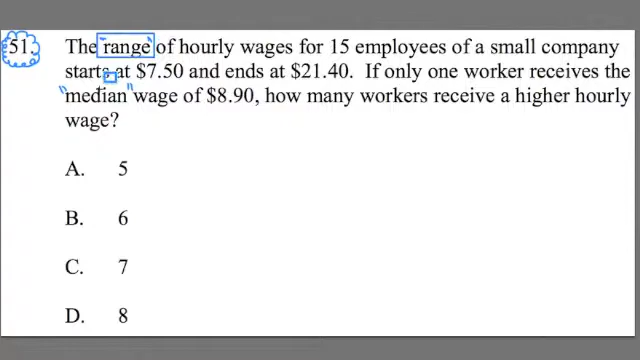 51. The "range" of hourly wages for 15 employees of a small company
starts at $7.50 and ends at $21.40. If only one worker receives the
"median" wage of $8.90, how many workers receive a higher hourly
wage?
A. 5
B. 6
C. 7
D. 8